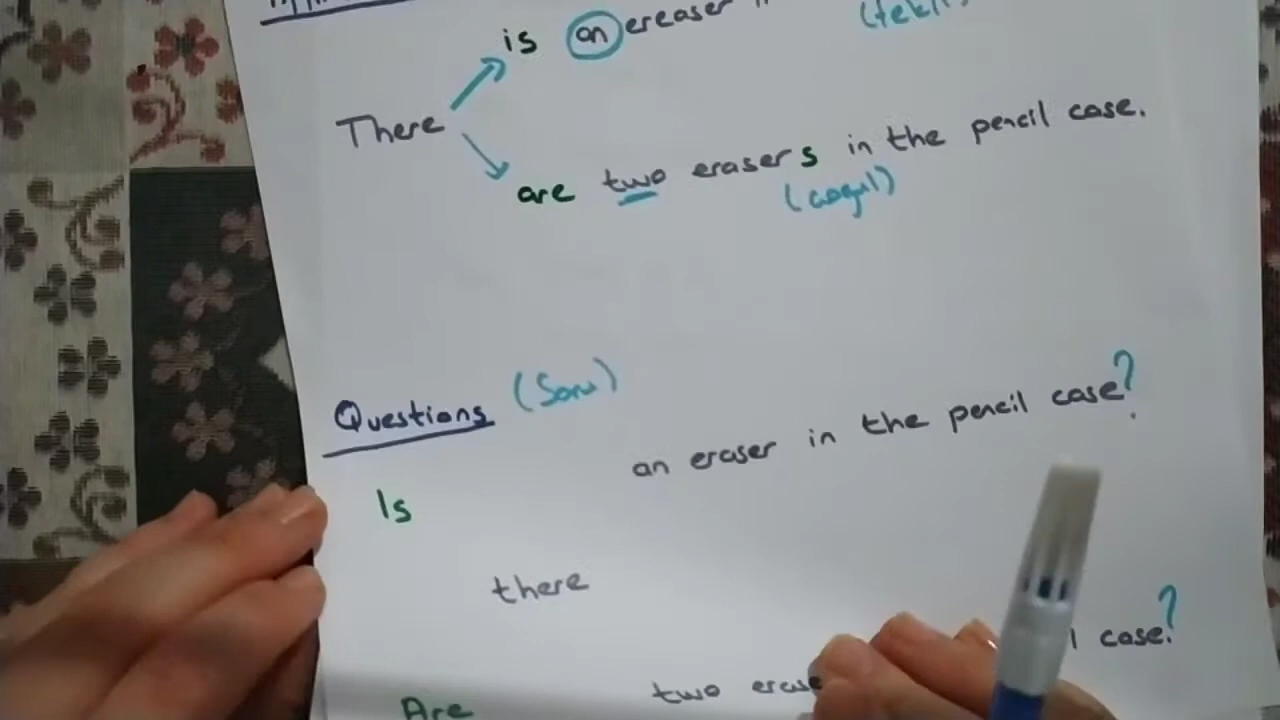 is an ereaser
There
are two erasers in the pencil case.
(çoğul)
Questions (Soru)
an eraser in the pencil case?
Is
there
case?
Are two